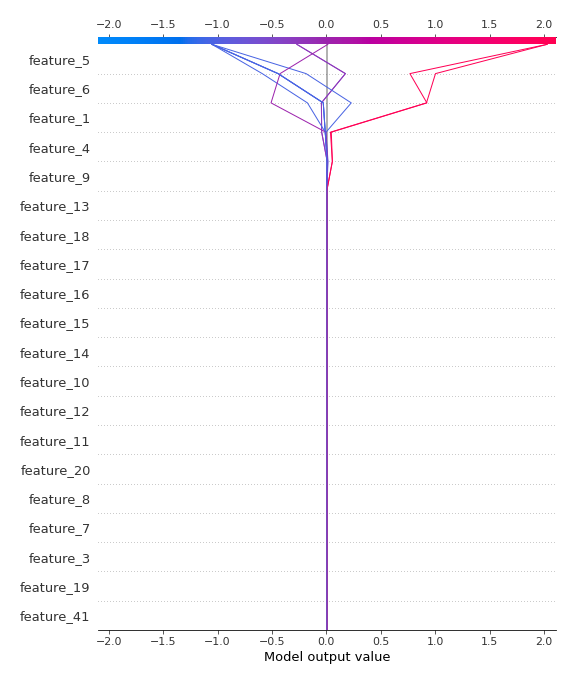 −2.0 −1.5 −1.0 −0.5 0.0 0.5 1.0 1.5 2.0
feature_5
feature_6
feature_1
feature_4
feature_9
feature_13
feature_18
feature_17
feature_16
feature_15
feature_14
feature_10
feature_12
feature_11
feature_20
feature_8
feature_7
feature_3
feature_19
feature_41
−2.0 −1.5 −1.0 −0.5 0.0 0.5 1.0 1.5 2.0
Model output value